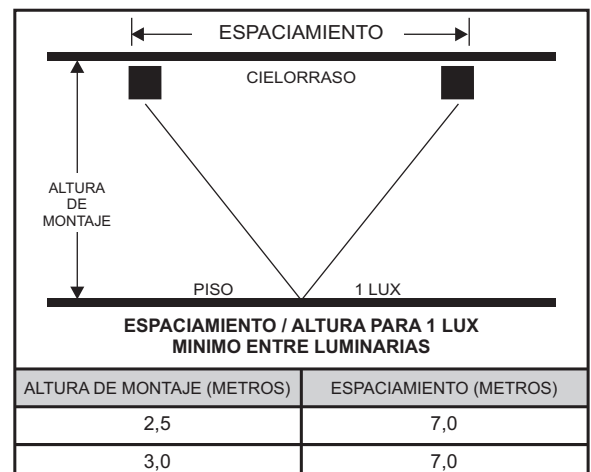 ESPACIAMIENTO
CIELORRASO
ALTURA
DE
MONTAJE
PISO 1 LUX
ESPACIAMIENTO / ALTURA PARA 1 LUX
MINIMO ENTRE LUMINARIAS
ALTURA DE MONTAJE (METROS) ESPACIAMIENTO (METROS)
2,5 7,0
3,0 7,0